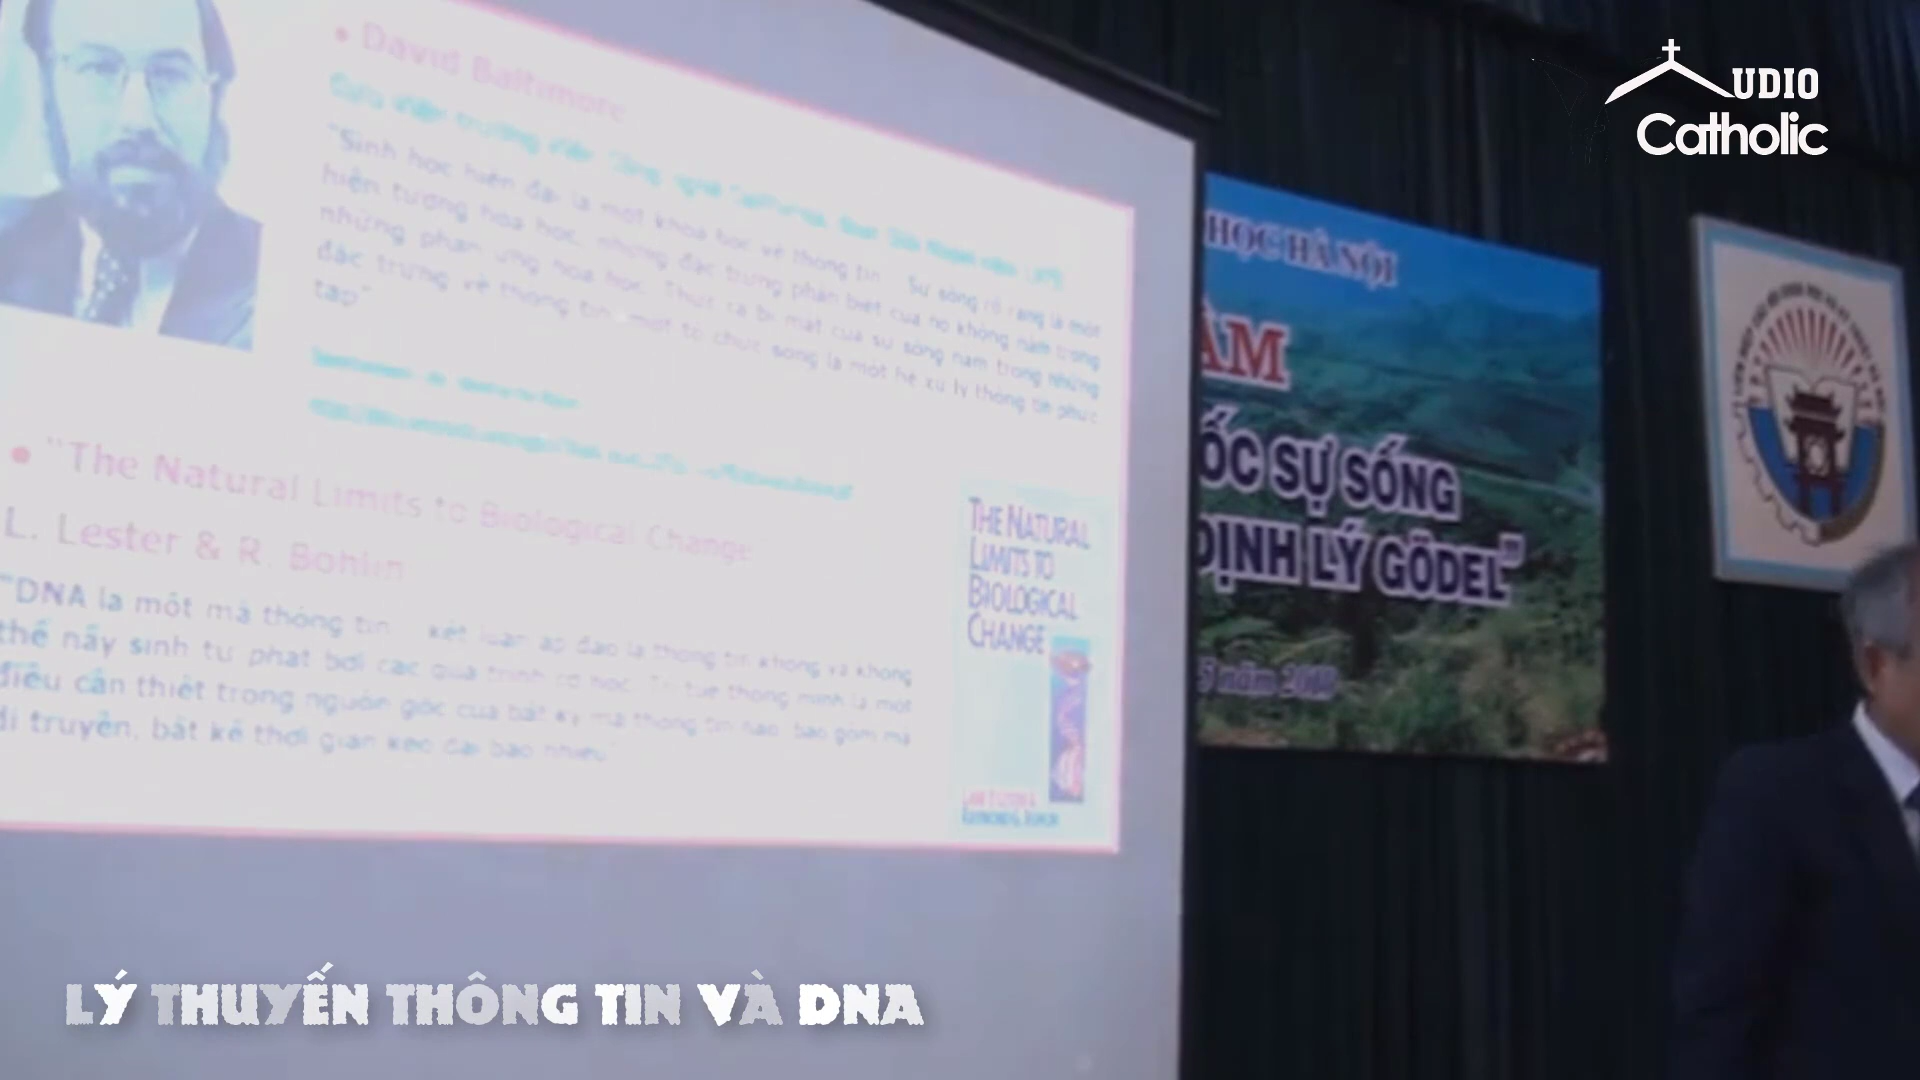 • David Baltimore
"Sinh học hiện đại là một khoa học về thông tin... Sự sống rõ ràng là một
hiện tượng hóa học, nhưng đặc trưng phân biệt của nó không nằm trong
những phản ứng hóa học. Thực ra bí mật của sự sống nằm trong những
đặc trưng về thông tin, một tổ chức sống là một hệ xử lý thông tin phức
tạp"
• "The Natural Limits to Biological Change"
L. Lester & R. Bohlin
"DNA là một mã thông tin... kết luận áp đảo là thông tin không và không
thể nẩy sinh tự phát bởi các quá trình cơ học. Trí tuệ thông minh là một
điều cần thiết trong nguồn gốc của bất kỳ mã thông tin nào, bao gồm mã
di truyền, bất kể thời gian kéo dài bao nhiêu"
THE NATURAL
LIMITS TO
BIOLOGICAL
CHANGE
HỌC HÀ NỘI
ÀM
ỐC SỰ SỐNG
ĐỊNH LÝ GÖDEL"
5 năm
UDIO
Catholic
LÝ THUYẾN THÔNG TIN VÀ DNA